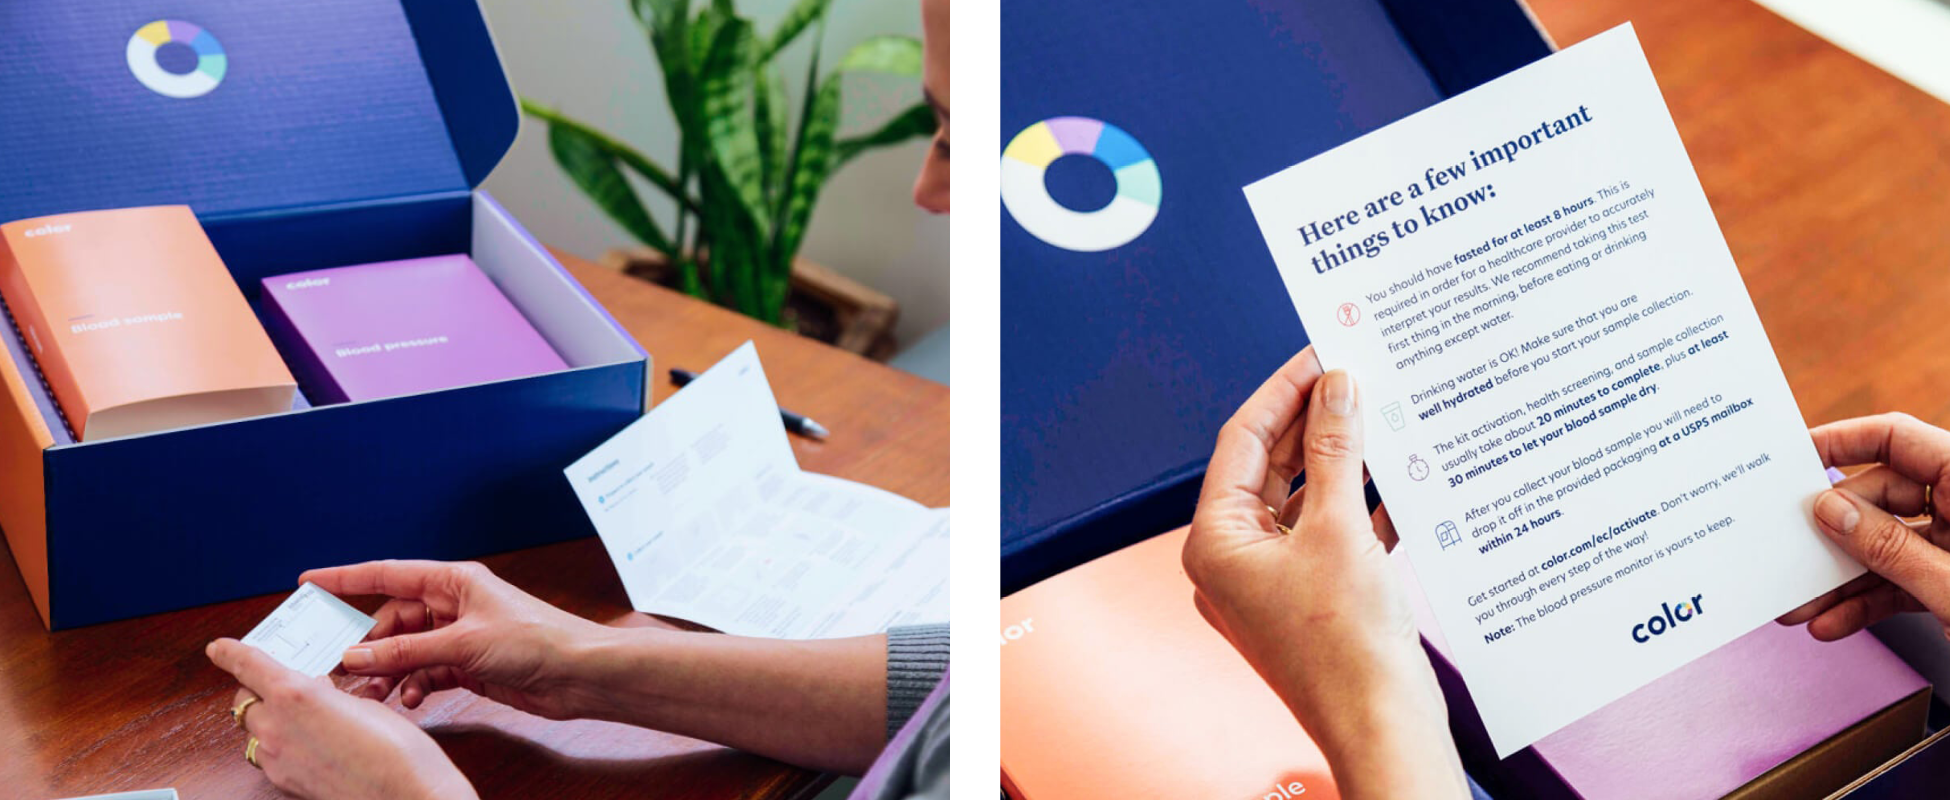 color
Blood sample
color
Blood pressure
Instructions
Here are a few important
things to know:
You should have fasted for at least 8 hours. This is
required in order for a healthcare provider to accurately
interpret your results. We recommend taking this test
first thing in the morning, before eating or drinking
anything except water.
Drinking water is OK! Make sure that you are
well hydrated before you start your sample collection.
The kit activation, health screening, and sample collection
usually take about 20 minutes to complete, plus at least
30 minutes to let your blood sample dry.
After you collect your blood sample you will need to
drop it off in the provided packaging at a USPS mailbox
within 24 hours.
Get started at color.com/ec/activate. Don't worry, we'll walk
you through every step of the way!
Note: The blood pressure monitor is yours to keep.
color
lor
ple